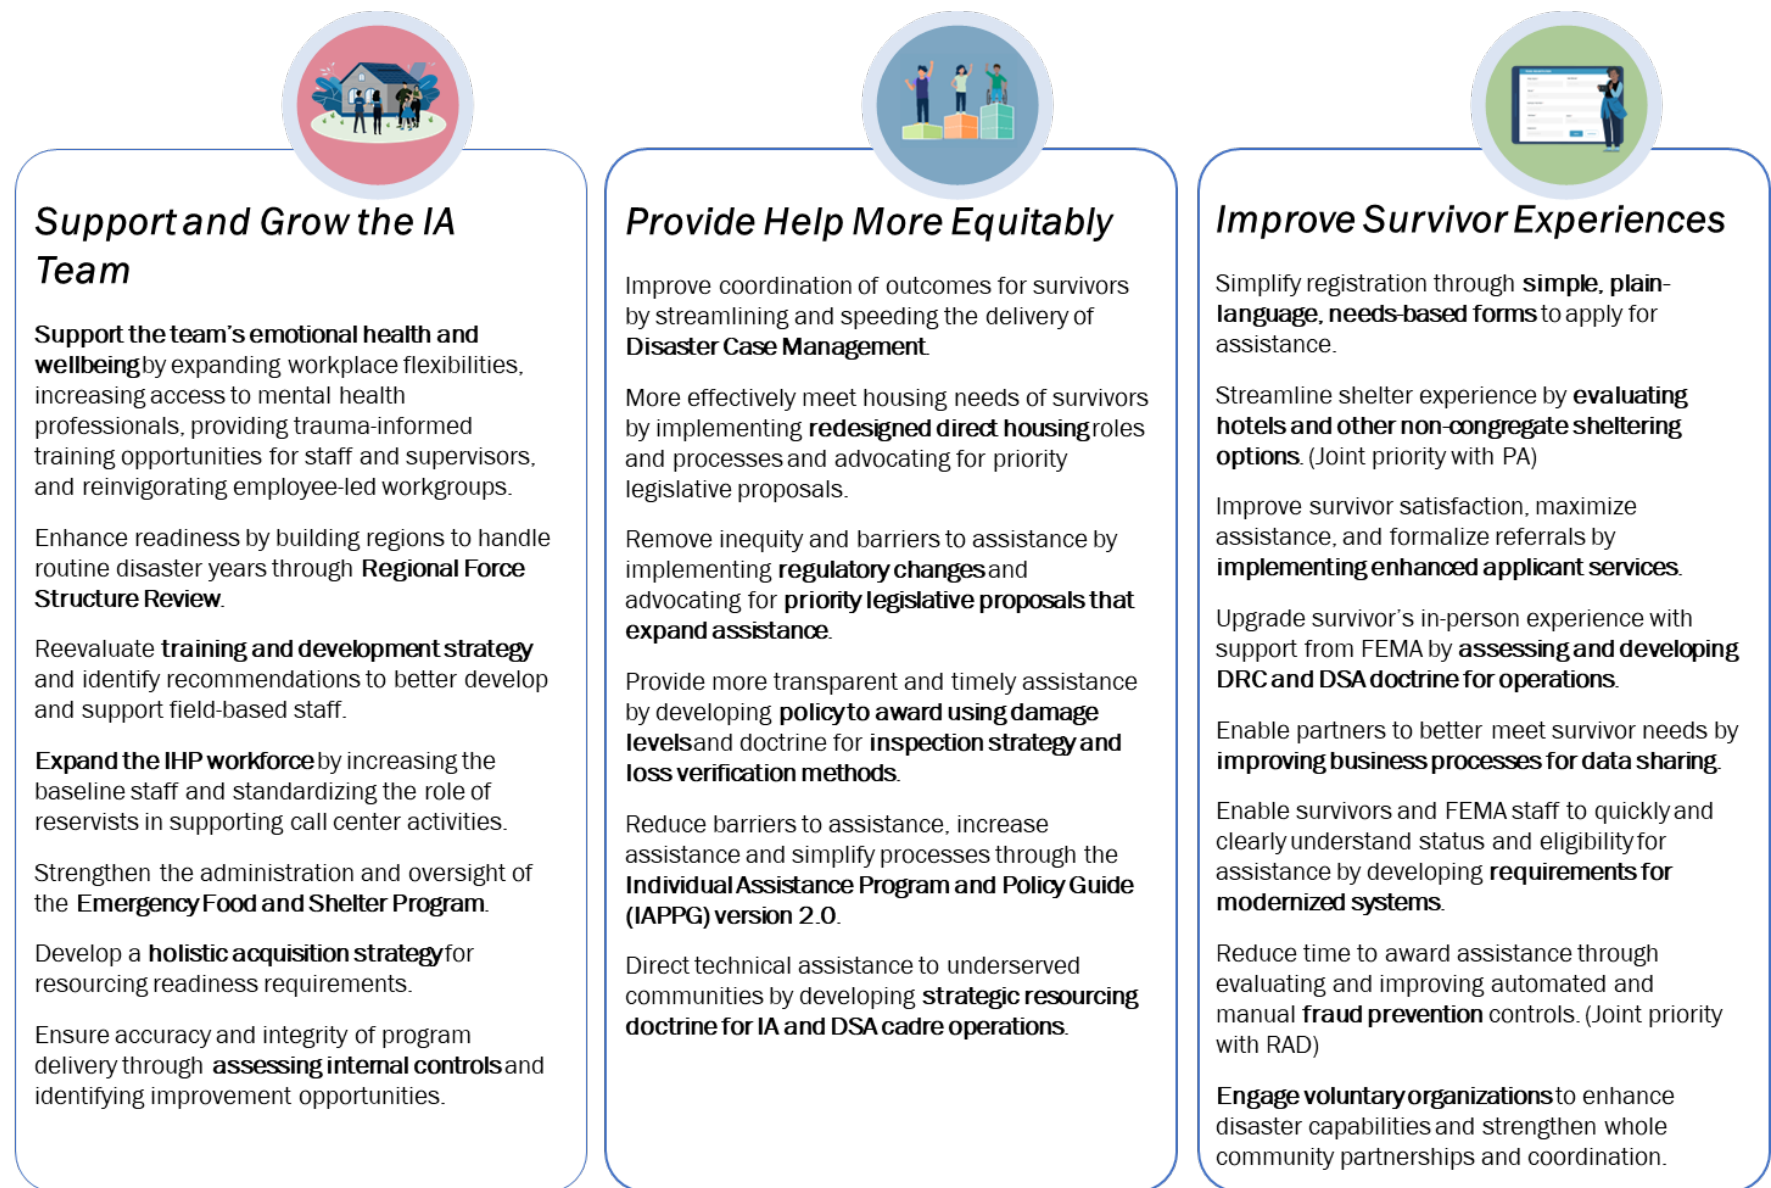 Support and Grow the IA
Team
Support the team's emotional health and
wellbeing by expanding workplace flexibilities,
increasing access to mental health
professionals, providing trauma-informed
training opportunities for staff and supervisors,
and reinvigorating employee-led workgroups.
Enhance readiness by building regions to handle
routine disaster years through Regional Force
Structure Review.
Reevaluate training and development strategy
and identify recommendations to better develop
and support field-based staff.
Expand the IHP workforce by increasing the
baseline staff and standardizing the role of
reservists in supporting call center activities.
Strengthen the administration and oversight of
the Emergency Food and Shelter Program.
Develop a holistic acquisition strategy for
resourcing readiness requirements.
Ensure accuracy and integrity of program
delivery through assessing internal controls and
identifying improvement opportunities.
Provide Help More Equitably
Improve coordination of outcomes for survivors
by streamlining and speeding the delivery of
Disaster Case Management.
More effectively meet housing needs of survivors
by implementing redesigned direct housing roles
and processes and advocating for priority
legislative proposals.
Remove inequity and barriers to assistance by
implementing regulatory changes and
advocating for priority legislative proposals that
expand assistance.
Provide more transparent and timely assistance
by developing policy to award using damage
levels and doctrine for inspection strategy and
loss verification methods.
Reduce barriers to assistance, increase
assistance and simplify processes through the
Individual Assistance Program and Policy Guide
(IAPPG) version 2.0.
Direct technical assistance to underserved
communities by developing strategic resourcing
doctrine for IA and DSA cadre operations.
Improve Survivor Experiences
Simplify registration through simple, plain-
language, needs-based forms to apply for
assistance.
Streamline shelter experience by evaluating
hotels and other non-congregate sheltering
options. (Joint priority with PA)
Improve survivor satisfaction, maximize
assistance, and formalize referrals by
implementing enhanced applicant services.
Upgrade survivor's in-person experience with
support from FEMA by assessing and developing
DRC and DSA doctrine for operations.
Enable partners to better meet survivor needs by
improving business processes for data sharing.
Enable survivors and FEMA staff to quickly and
clearly understand status and eligibility for
assistance by developing requirements for
modernized systems.
Reduce time to award assistance through
evaluating and improving automated and
manual fraud prevention controls. (Joint priority
with RAD)
Engage voluntary organizations to enhance
disaster capabilities and strengthen whole
community partnerships and coordination.